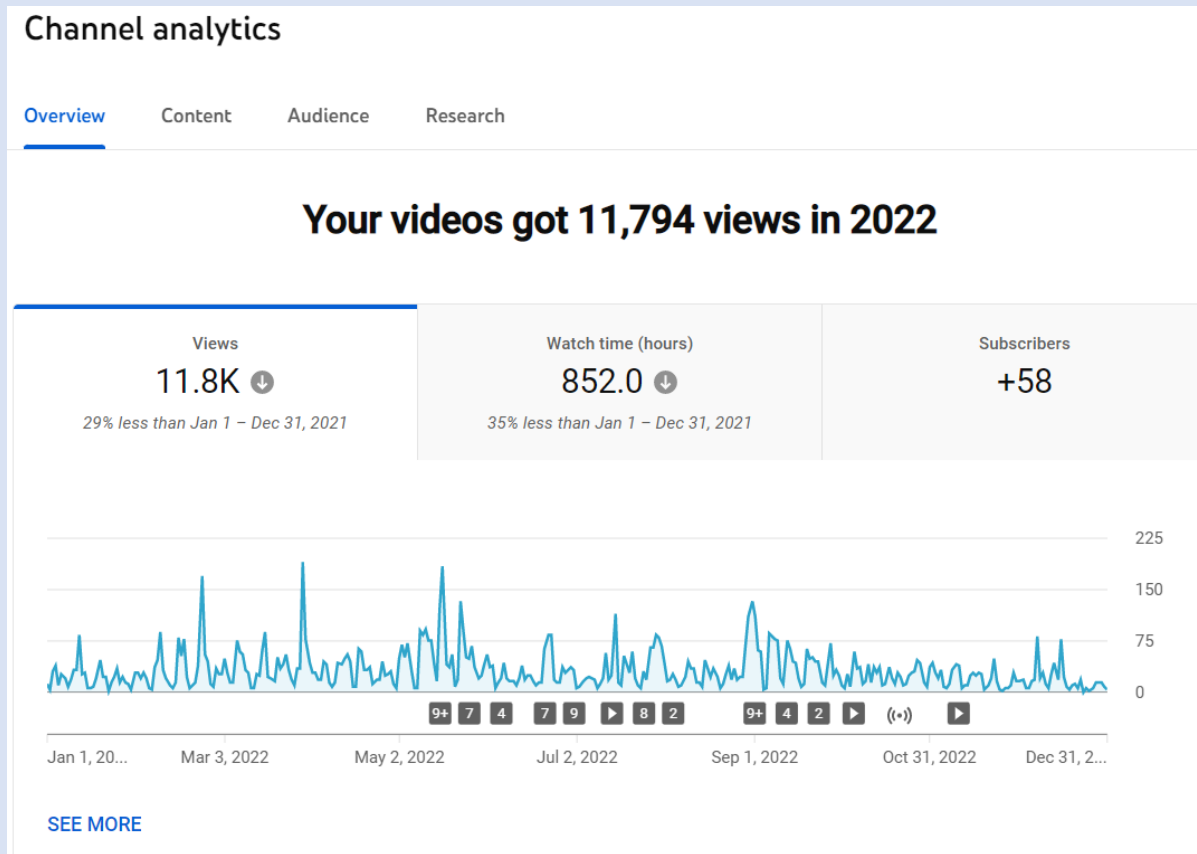 Channel analytics
Overview Content Audience Research
Your videos got 11,794 views in 2022
Views
11.8K
29% less than Jan 1 – Dec 31, 2021
Watch time (hours)
852.0
35% less than Jan 1 – Dec 31, 2021
Subscribers
+58
225
150
75
0
9+ 7 4 7 9 8 2 9+ 4 2
Jan 1, 20... Mar 3, 2022 May 2, 2022 Jul 2, 2022 Sep 1, 2022 Oct 31, 2022 Dec 31, 2...
SEE MORE